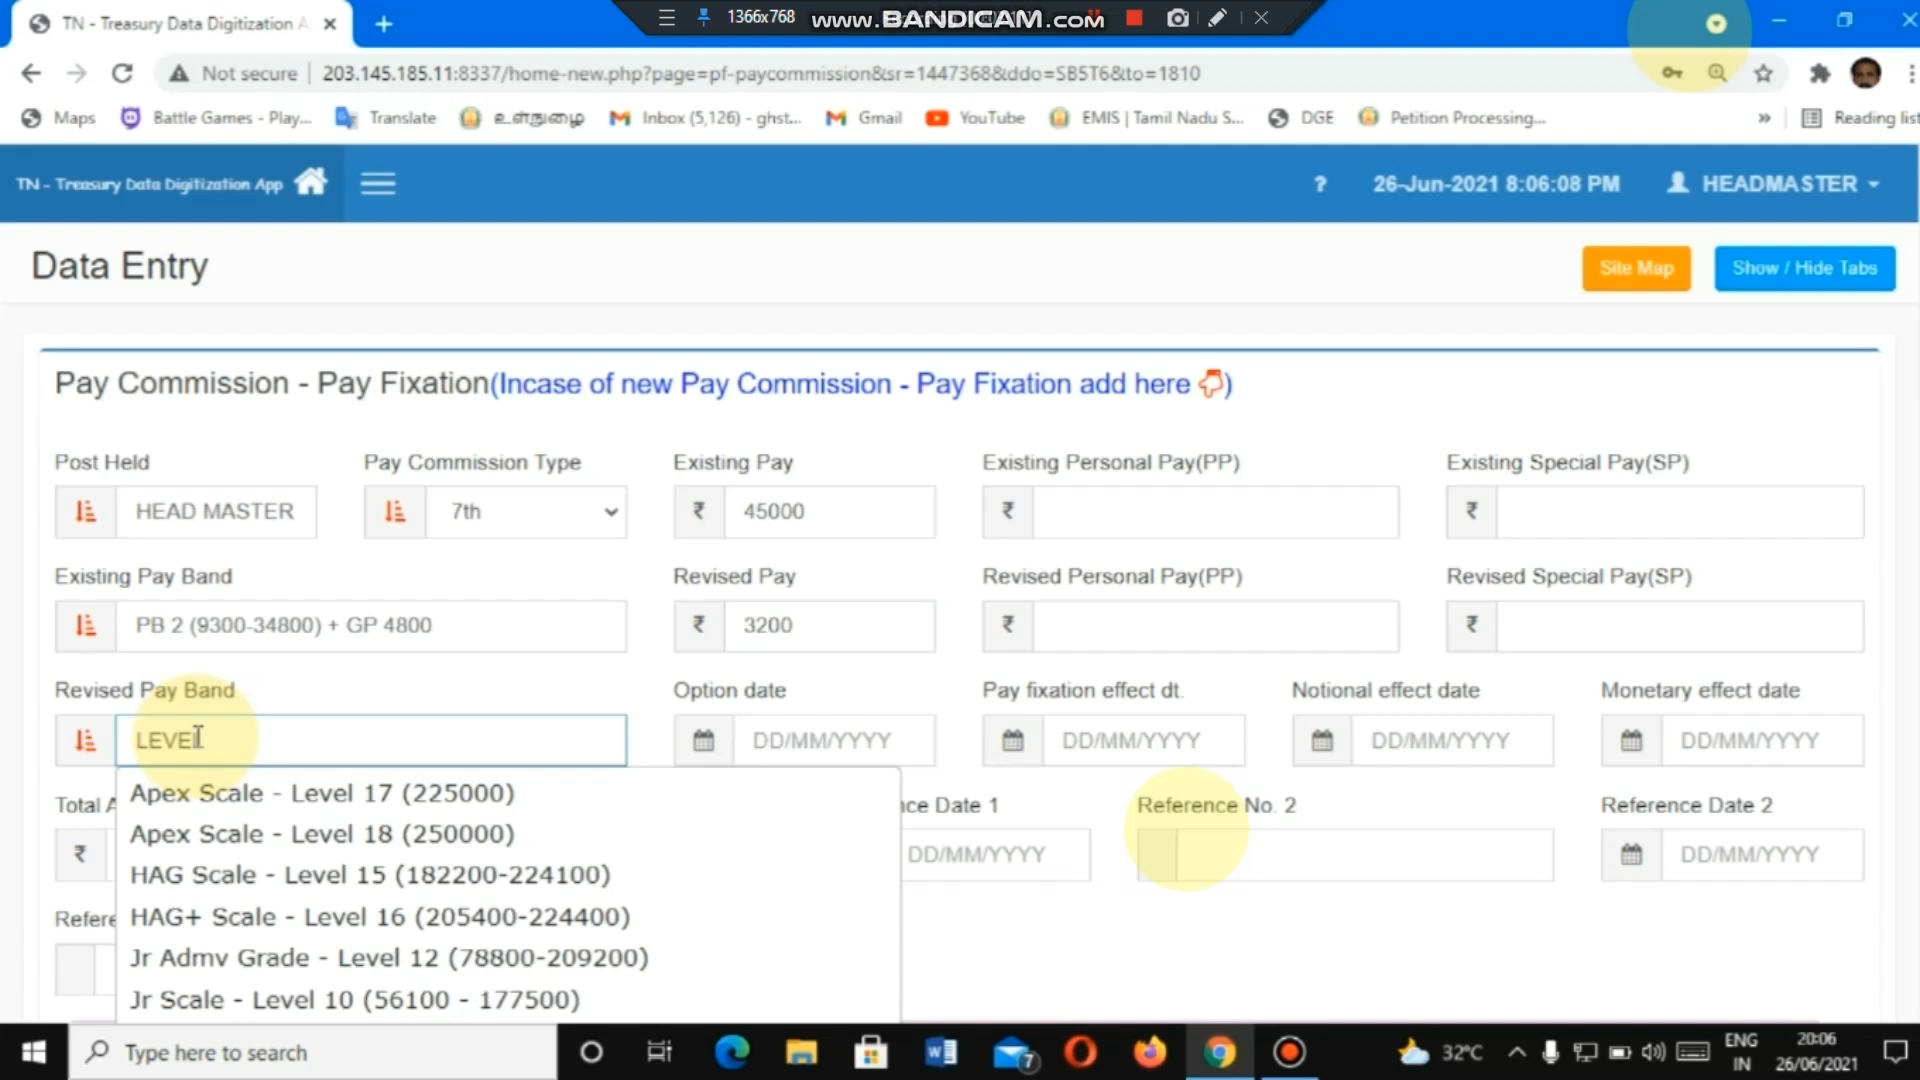 TN - Treasury Data Digitization A
1366x768
www.BANDICAM.com
Not secure
203.145.185.11:8337/home-new.php?page=pf-paycommission&sr=1447368&ddo=SB5T6&to=1810
Maps
Battle Games - Play...
Translate
உள்நுழைய
Inbox (5,126) - ghst...
Gmail
YouTube
EMIS | Tamil Nadu S...
DGE
Petition Processing...
»
Reading list
TN - Treasury Data Digitization App
?
26-Jun-2021 8:06:08 PM
HEADMASTER
Data Entry
Site Map
Show / Hide Tabs
Pay Commission - Pay Fixation(Incase of new Pay Commission - Pay Fixation add here )
Post Held
Pay Commission Type
Existing Pay
Existing Personal Pay(PP)
Existing Special Pay(SP)
HEAD MASTER
7th
₹ 45000
₹
₹
Existing Pay Band
Revised Pay
Revised Personal Pay(PP)
Revised Special Pay(SP)
PB 2 (9300-34800) + GP 4800
₹ 3200
₹
₹
Revised Pay Band
Option date
Pay fixation effect dt.
Notional effect date
Monetary effect date
LEVEL
DD/MM/YYYY
DD/MM/YYYY
DD/MM/YYYY
DD/MM/YYYY
Apex Scale - Level 17 (225000)
Apex Scale - Level 18 (250000)
HAG Scale - Level 15 (182200-224100)
HAG+ Scale - Level 16 (205400-224400)
Jr Admv Grade - Level 12 (78800-209200)
Jr Scale - Level 10 (56100 - 177500)
Total A
nce Date 1
Reference No. 2
Reference Date 2
₹
DD/MM/YYYY
DD/MM/YYYY
Refere
Type here to search
7
32°C
ENG
IN
20:06
26/06/2021